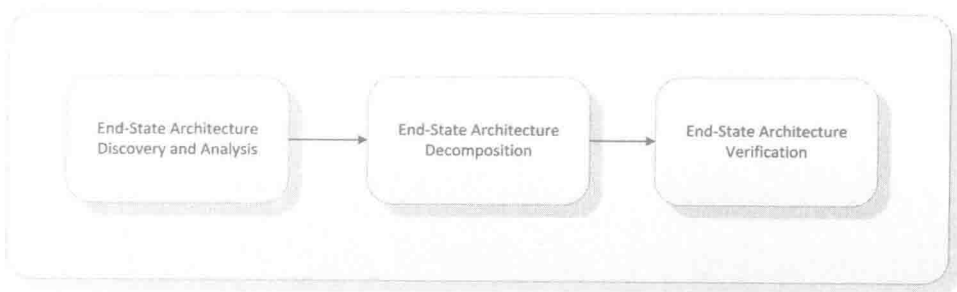 End-State Architecture
Discovery and Analysis
End-State Architecture
Decomposition
End-State Architecture
Verification